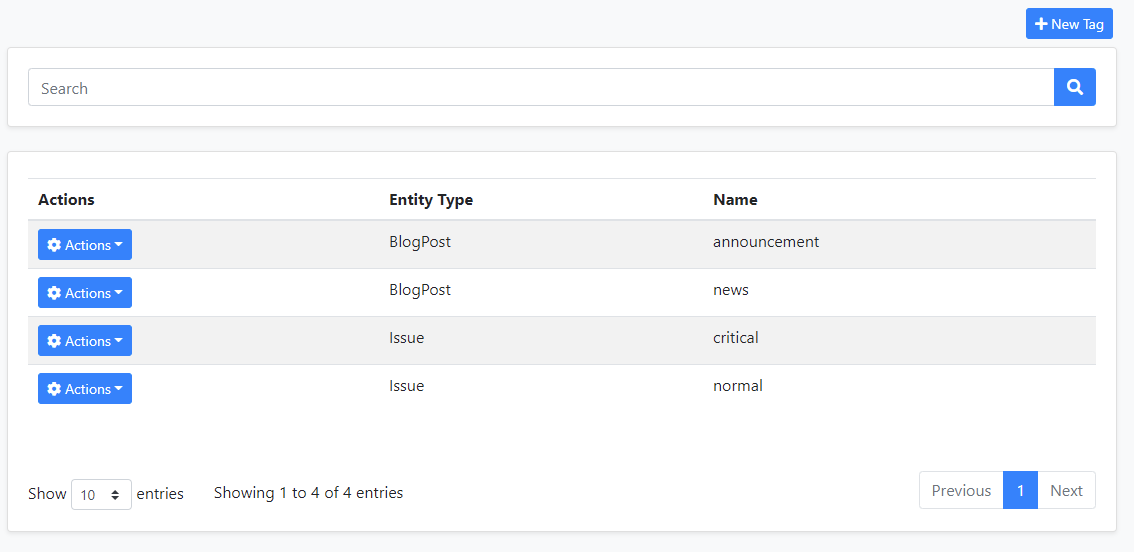 New Tag
Search
Actions Entity Type Name
Actions BlogPost announcement
Actions BlogPost news
Actions Issue critical
Actions Issue normal
Show 10 entries Showing 1 to 4 of 4 entries Previous 1 Next